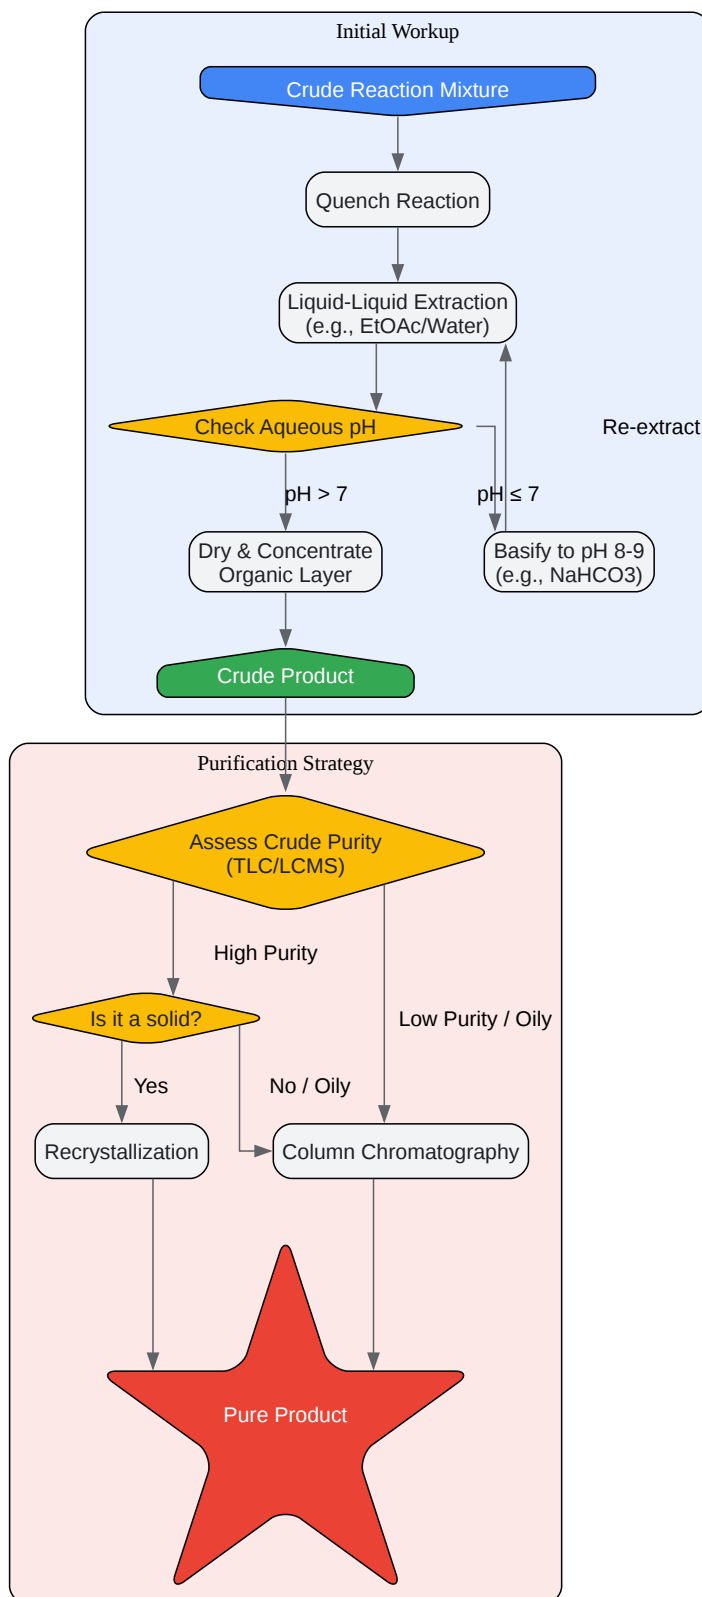 Initial Workup
Crude Reaction Mixture
Quench Reaction
Liquid-Liquid Extraction
(e.g., EtOAc/Water)
Check Aqueous pH
Re-extract
pH > 7
pH ≤ 7
Dry & Concentrate
Organic Layer
Basify to pH 8-9
(e.g., NaHCO3)
Crude Product
Purification Strategy
Assess Crude Purity
(TLC/LCMS)
High Purity
Is it a solid?
Low Purity / Oily
Yes
No / Oily
Recrystallization
Column Chromatography
Pure Product